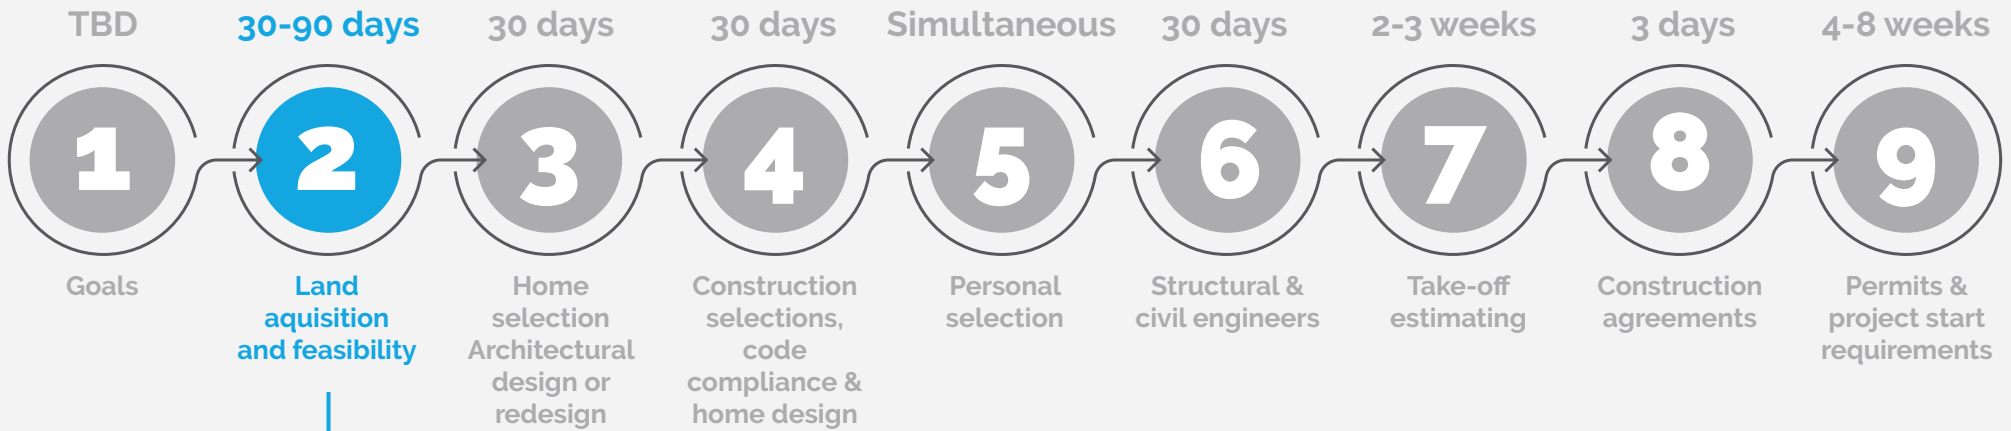 TBD
30-90 days
30 days
30 days
Simultaneous
30 days
2-3 weeks
3 days
4-8 weeks
1
2
3
4
5
6
7
8
9
Goals
Land
aquisition
and feasibility
Home
selection
Architectural
design or
redesign
Construction
selections,
code
compliance &
home design
Personal
selection
Structural &
civil engineers
Take-off
estimating
Construction
agreements
Permits &
project start
requirements